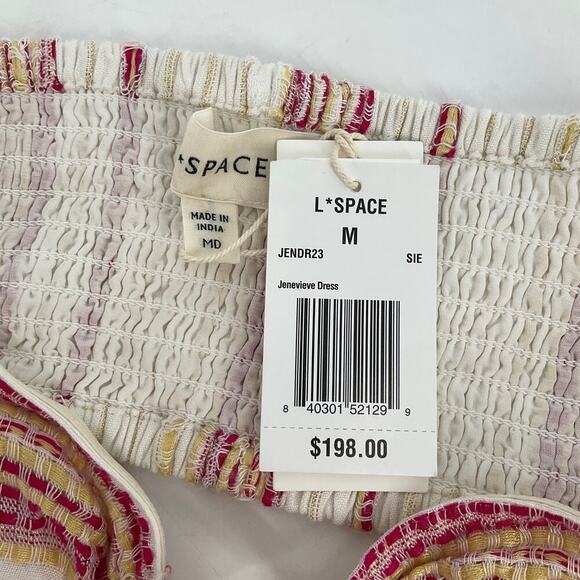 *SPACE
MADE IN
INDIA
MD
L*SPACE
M
JENDR23 SIE
Jenevieve Dress
8 40301 52129 9
$198.00